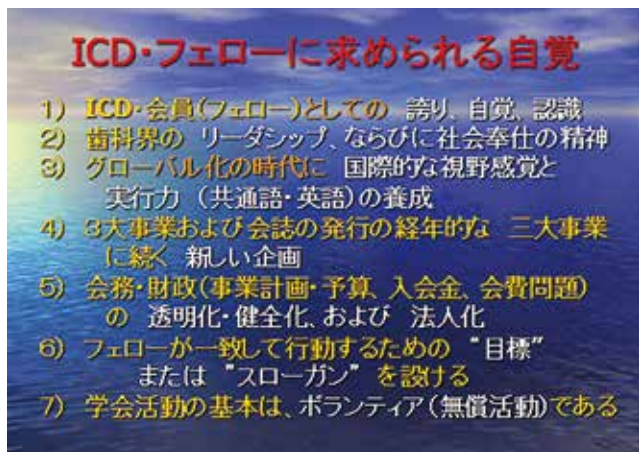 ICD・フェローに求められる自覚
1) ICD・会員(フェロー)としての 誇り、自覚、認識
2) 歯科界の リーダシップ、ならびに社会奉仕の精神
3) グローバル化の時代に 国際的な視野感覚と
実行力 (共通語・英語)の養成
4) 3大事業および会誌の発行の経年的な 三大事業
に続く 新しい企画
5) 会務・財政(事業計画・予算、入会金、会費問題)
の 透明化・健全化、および 法人化
6) フェローが一致して行動するための “目標”
または ”スローガン” を設ける
7) 学会活動の基本は、ボランティア(無償活動)である